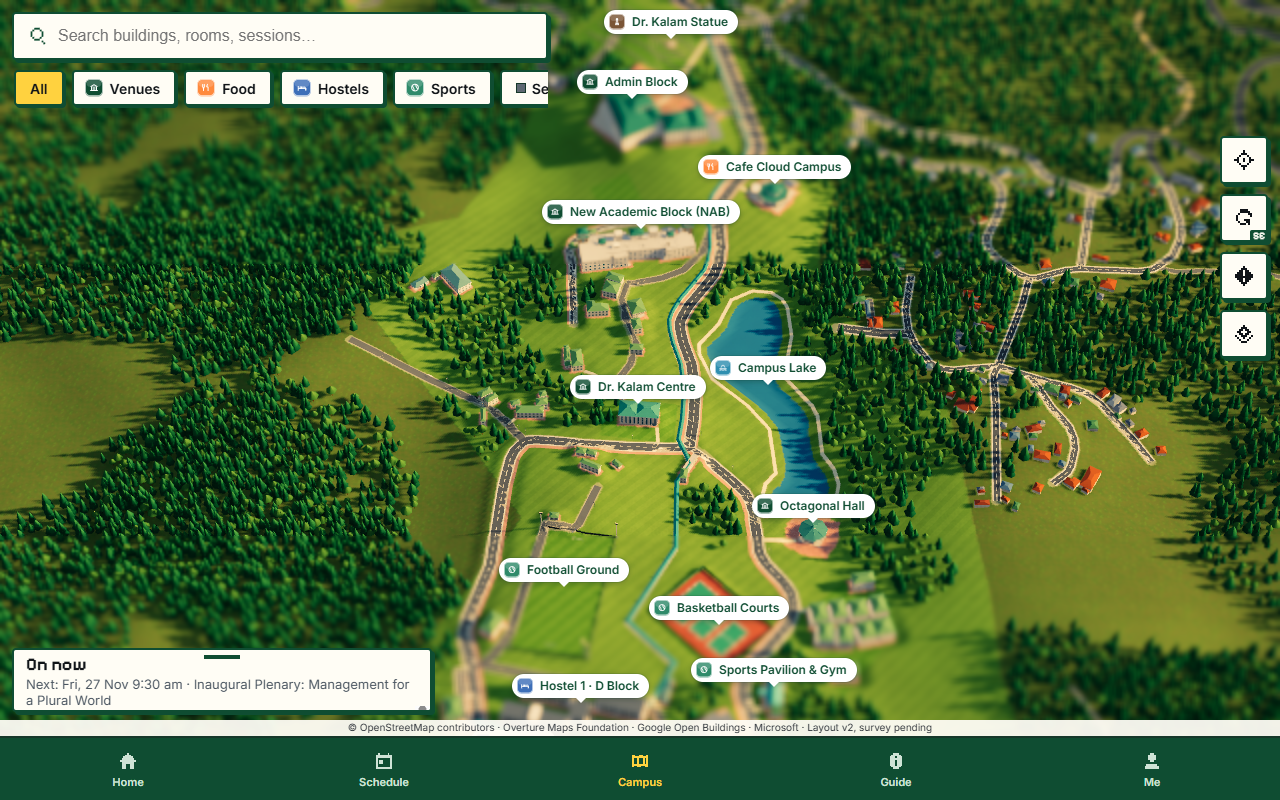 Search buildings, rooms, sessions…
All
Venues
Food
Hostels
Sports
Se
Dr. Kalam Statue
Admin Block
Cafe Cloud Campus
New Academic Block (NAB)
Campus Lake
Dr. Kalam Centre
Octagonal Hall
Football Ground
Basketball Courts
Sports Pavilion & Gym
Hostel 1 · D Block
SE
On now
Next: Fri, 27 Nov 9:30 am · Inaugural Plenary: Management for
a Plural World
© OpenStreetMap contributors · Overture Maps Foundation · Google Open Buildings · Microsoft · Layout v2, survey pending
Home
Schedule
Campus
Guide
Me